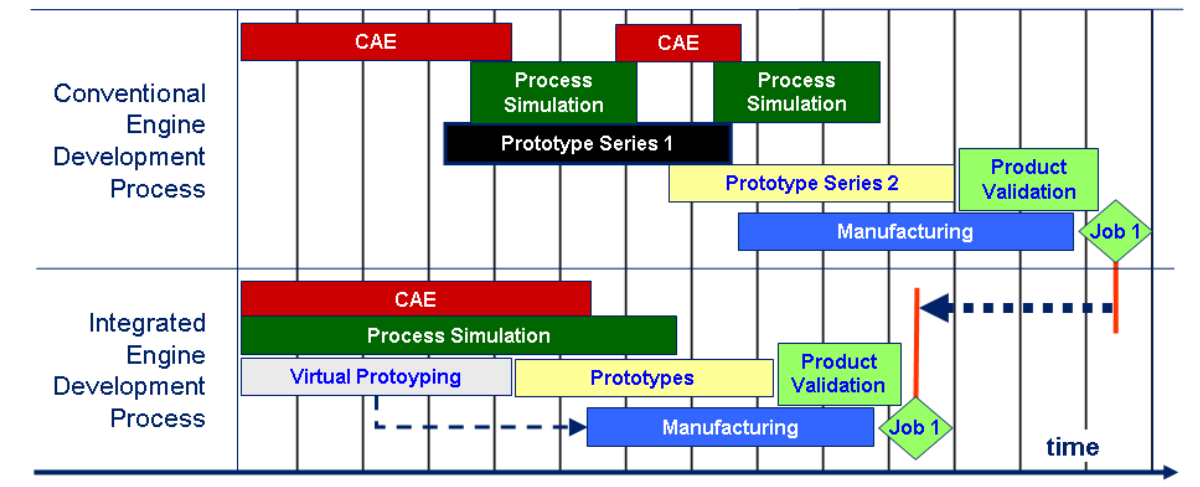 CAE
CAE
Process
Simulation
Process
Simulation
Conventional
Engine
Development
Process
Prototype Series 1
Prototype Series 2
Product
Validation
Manufacturing
Job 1
CAE
Integrated
Engine
Development
Process
Process Simulation
Virtual Protoyping
Prototypes
Product
Validation
Manufacturing
Job 1
time